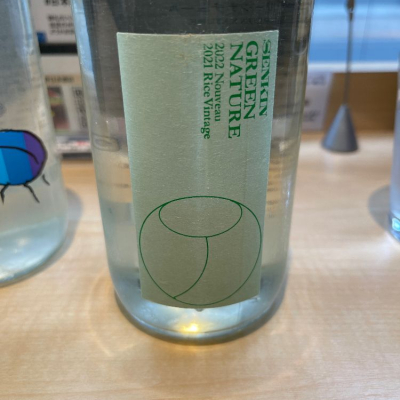 SENKIN
GREEN
NATURE
2022 Nouveau
2021 Rice Vintage